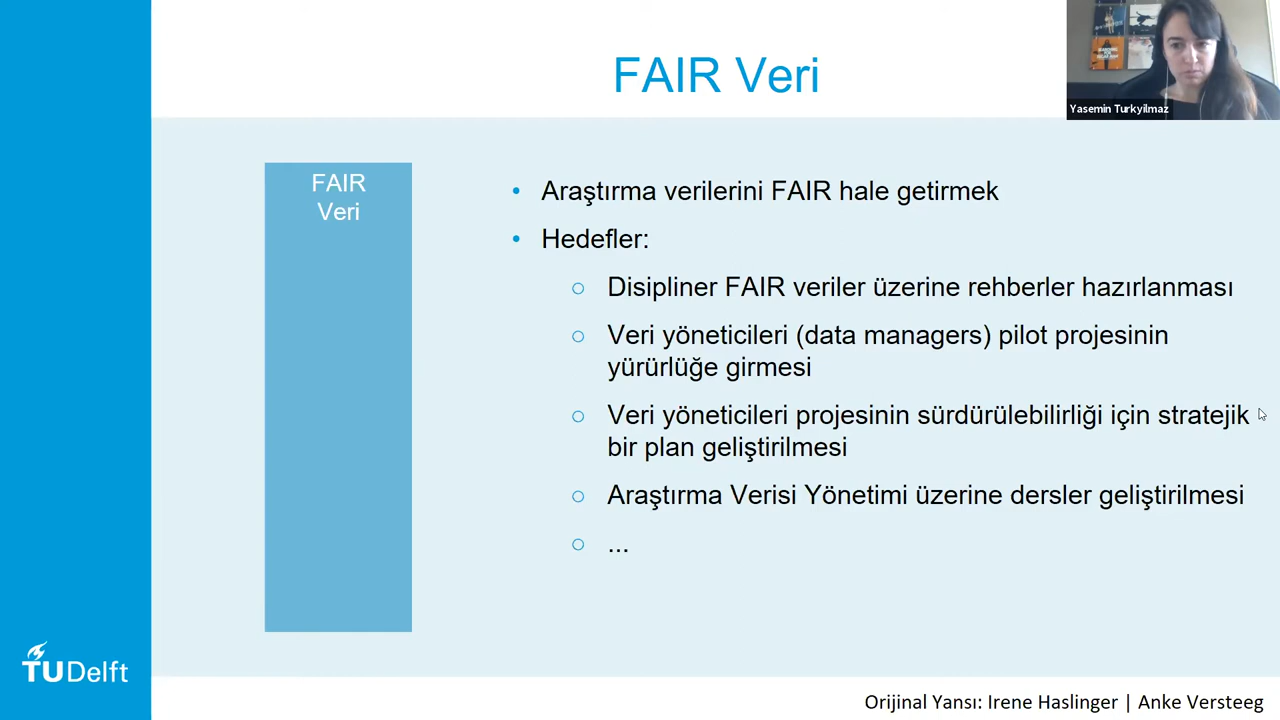 FAIR Veri
Yasemin Turkyilmaz
FAIR
Veri
• Araştırma verilerini FAIR hale getirmek
• Hedefler:
○ Disipliner FAIR veriler üzerine rehberler hazırlanması
○ Veri yöneticileri (data managers) pilot projesinin
yürürlüğe girmesi
○ Veri yöneticileri projesinin sürdürülebilirliği için stratejik
bir plan geliştirilmesi
○ Araştırma Verisi Yönetimi üzerine dersler geliştirilmesi
○ ...
TUDelft
Orijinal Yansı: Irene Haslinger | Anke Versteeg